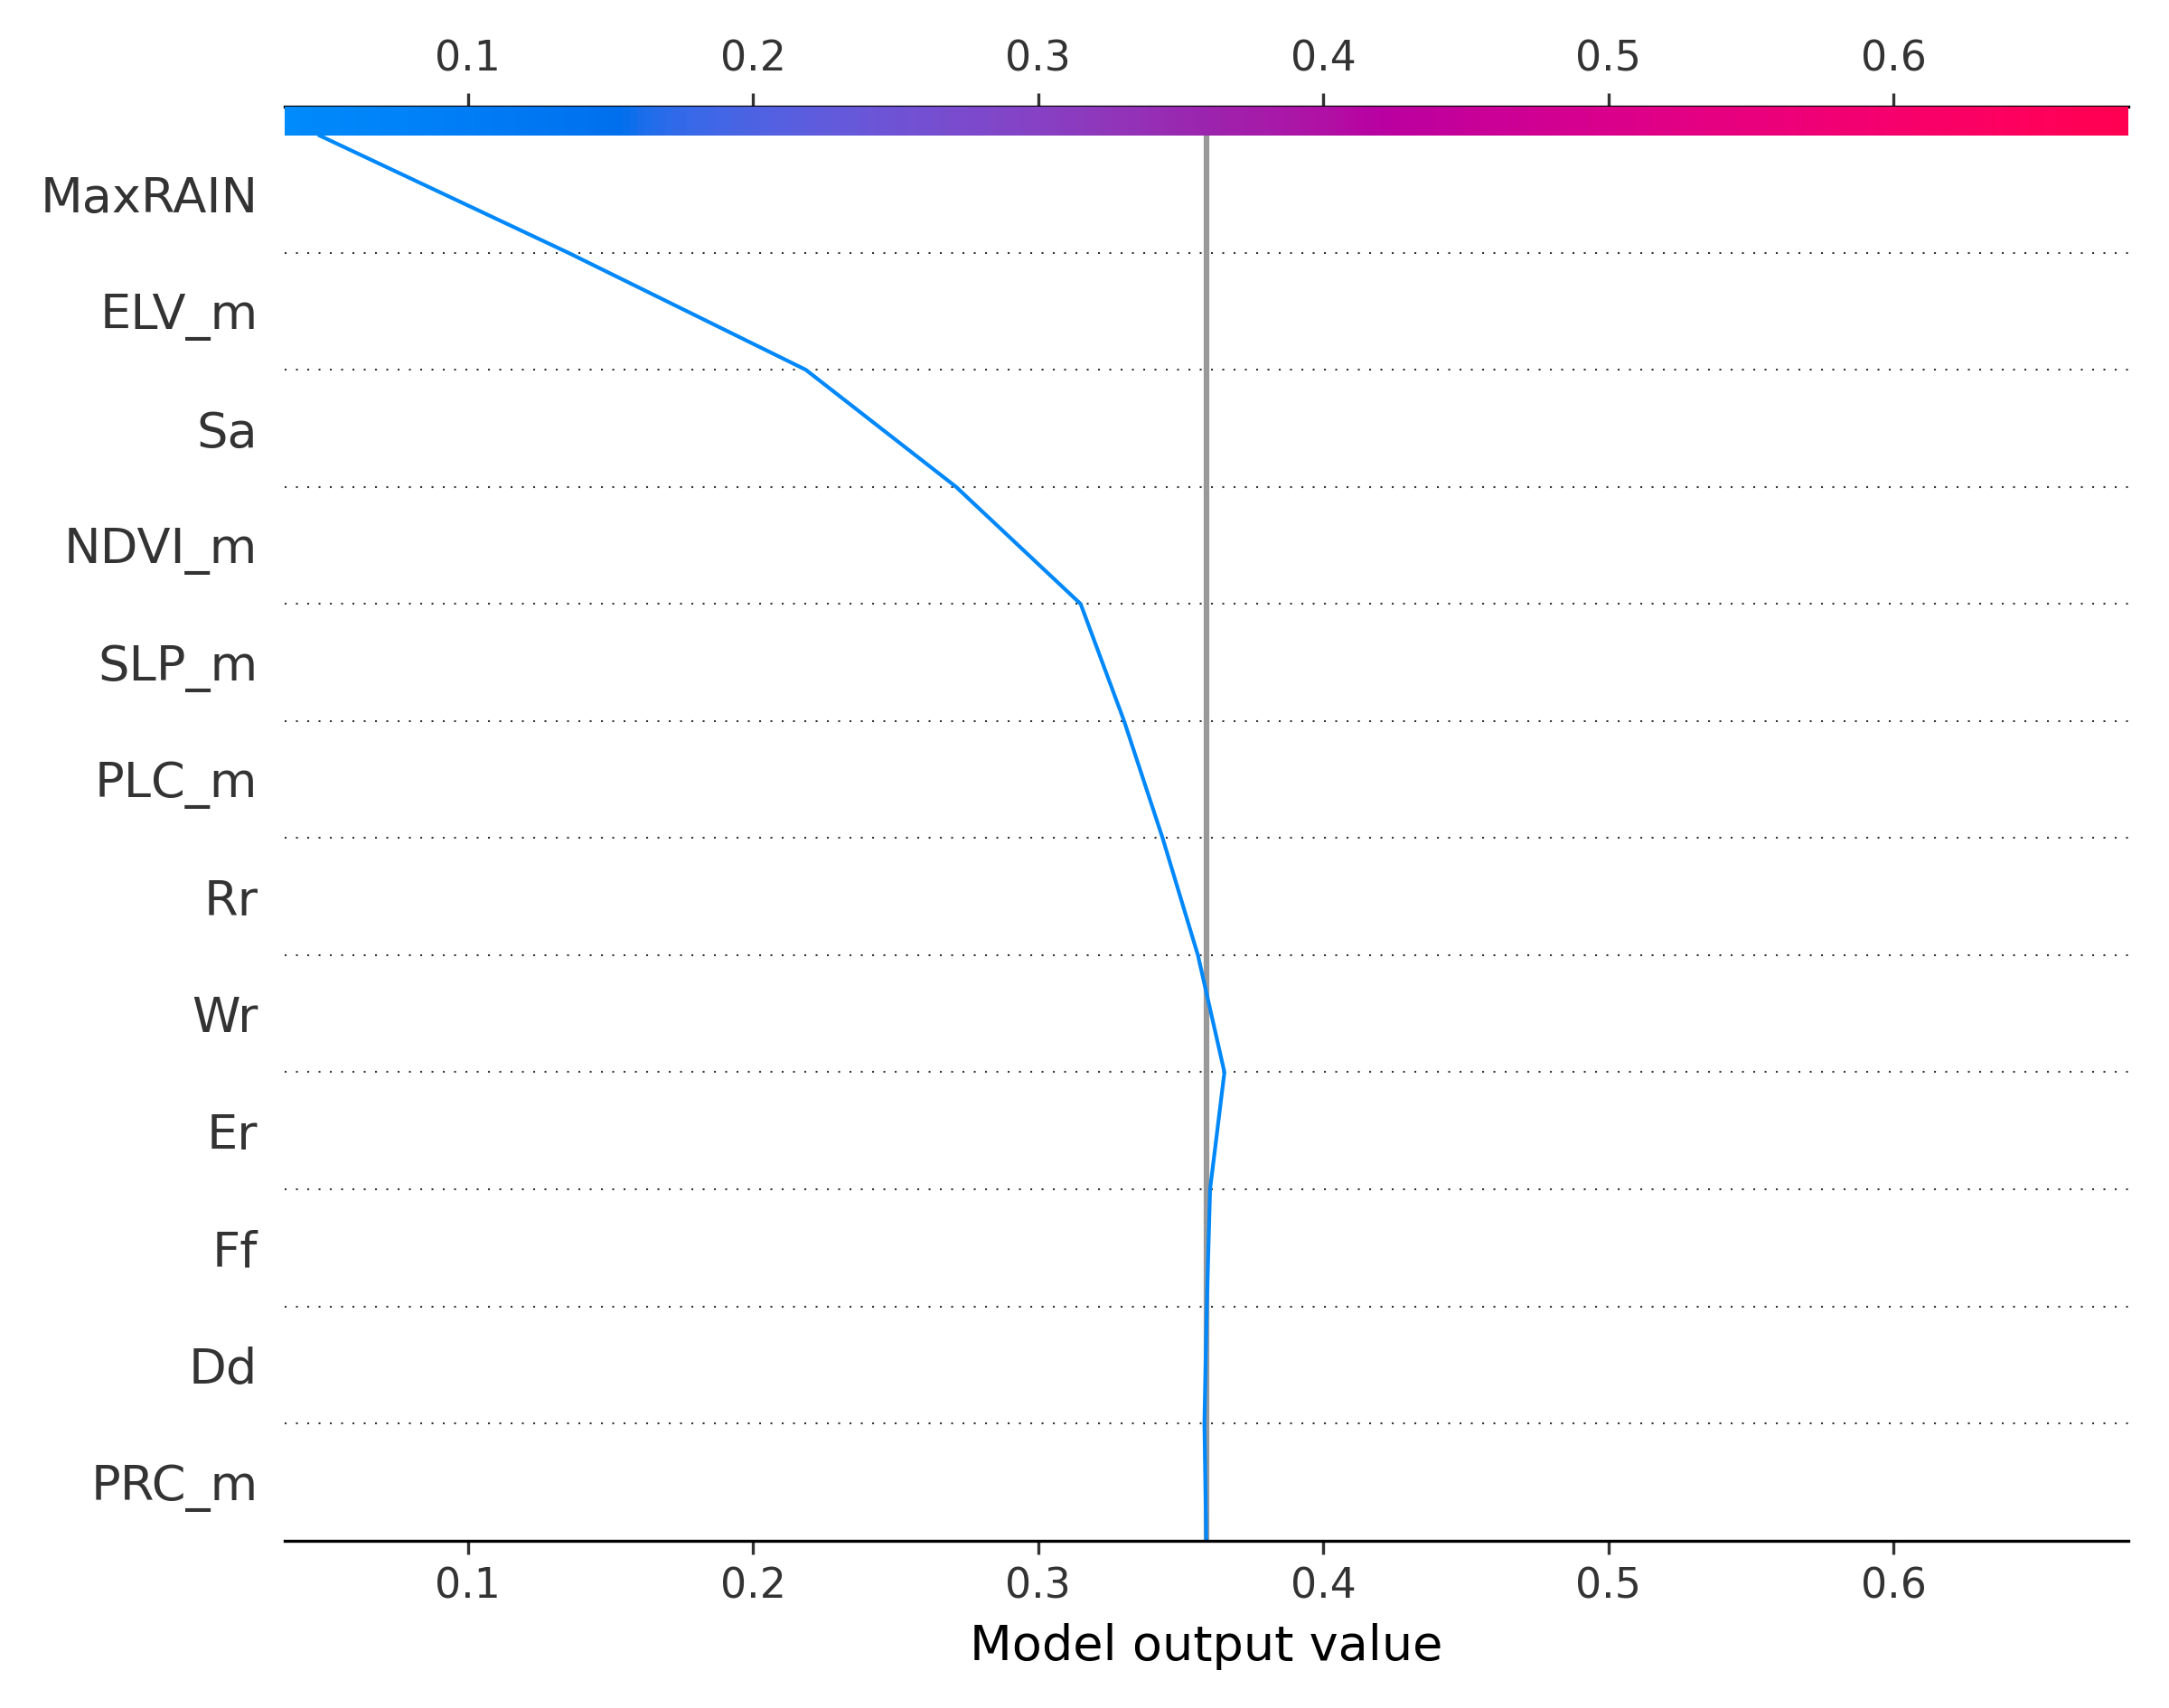 0.1 0.2 0.3 0.4 0.5 0.6
MaxRAIN
ELV_m
Sa
NDVI_m
SLP_m
PLC_m
Rr
Wr
Er
Ff
Dd
PRC_m
0.1 0.2 0.3 0.4 0.5 0.6
Model output value